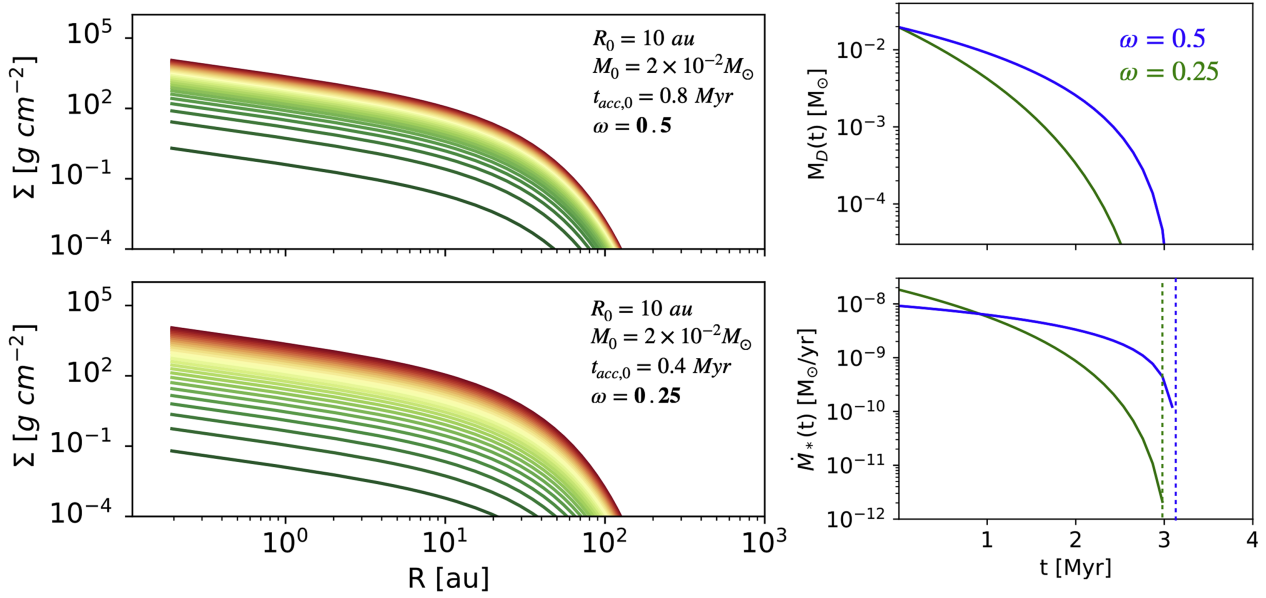 Σ [g cm⁻²]
10⁵
10²
10⁻¹
10⁻⁴
R₀ = 10 au
M₀ = 2 × 10⁻²M⊙
t_acc,0 = 0.8 Myr
ω = 0.5
Σ [g cm⁻²]
10⁵
10²
10⁻¹
10⁻⁴
R₀ = 10 au
M₀ = 2 × 10⁻²M⊙
t_acc,0 = 0.4 Myr
ω = 0.25
10⁰
10¹
10²
10³
R [au]
M_D(t) [M⊙]
10⁻²
10⁻³
10⁻⁴
ω = 0.5
ω = 0.25
Ṁ_*(t) [M⊙/yr]
10⁻⁸
10⁻⁹
10⁻¹⁰
10⁻¹¹
10⁻¹²
1
2
3
4
t [Myr]